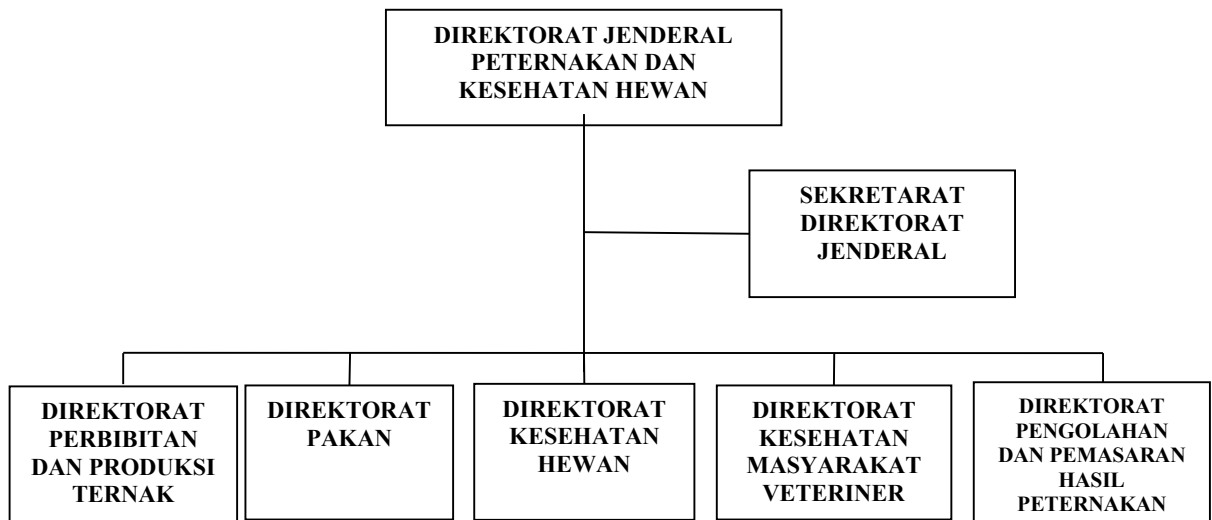 DIREKTORAT JENDERAL
PETERNAKAN DAN
KESEHATAN HEWAN
SEKRETARAT
DIREKTORAT
JENDERAL
DIREKTORAT
PERBIBITAN
DAN PRODUKSI
TERNAK
DIREKTORAT
PAKAN
DIREKTORAT
KESEHATAN
HEWAN
DIREKTORAT
KESEHATAN
MASYARAKAT
VETERINER
DIREKTORAT
PENGOLAHAN
DAN PEMASARAN
HASIL
PETERNAKAN